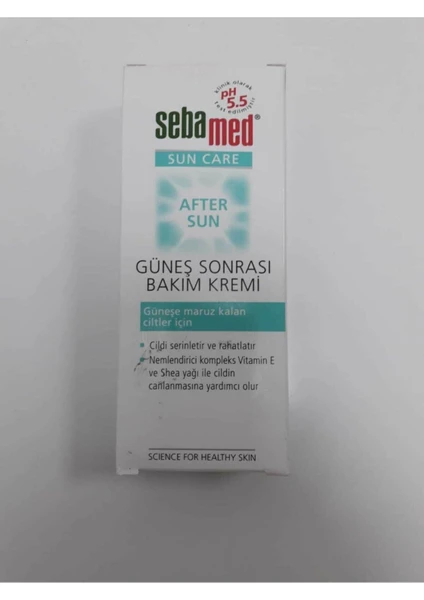 klinik olarak
pH
5.5
test edilmiştir
sebamed®
SUN CARE
AFTER
SUN
GÜNEŞ SONRASI
BAKIM KREMİ
Güneşe maruz kalan
ciltler için
• Cildi serinletir ve rahatlatır
• Nemlendirici kompleks Vitamin E
ve Shea yağı ile cildin
canlanmasına yardımcı olur
SCIENCE FOR HEALTHY SKIN